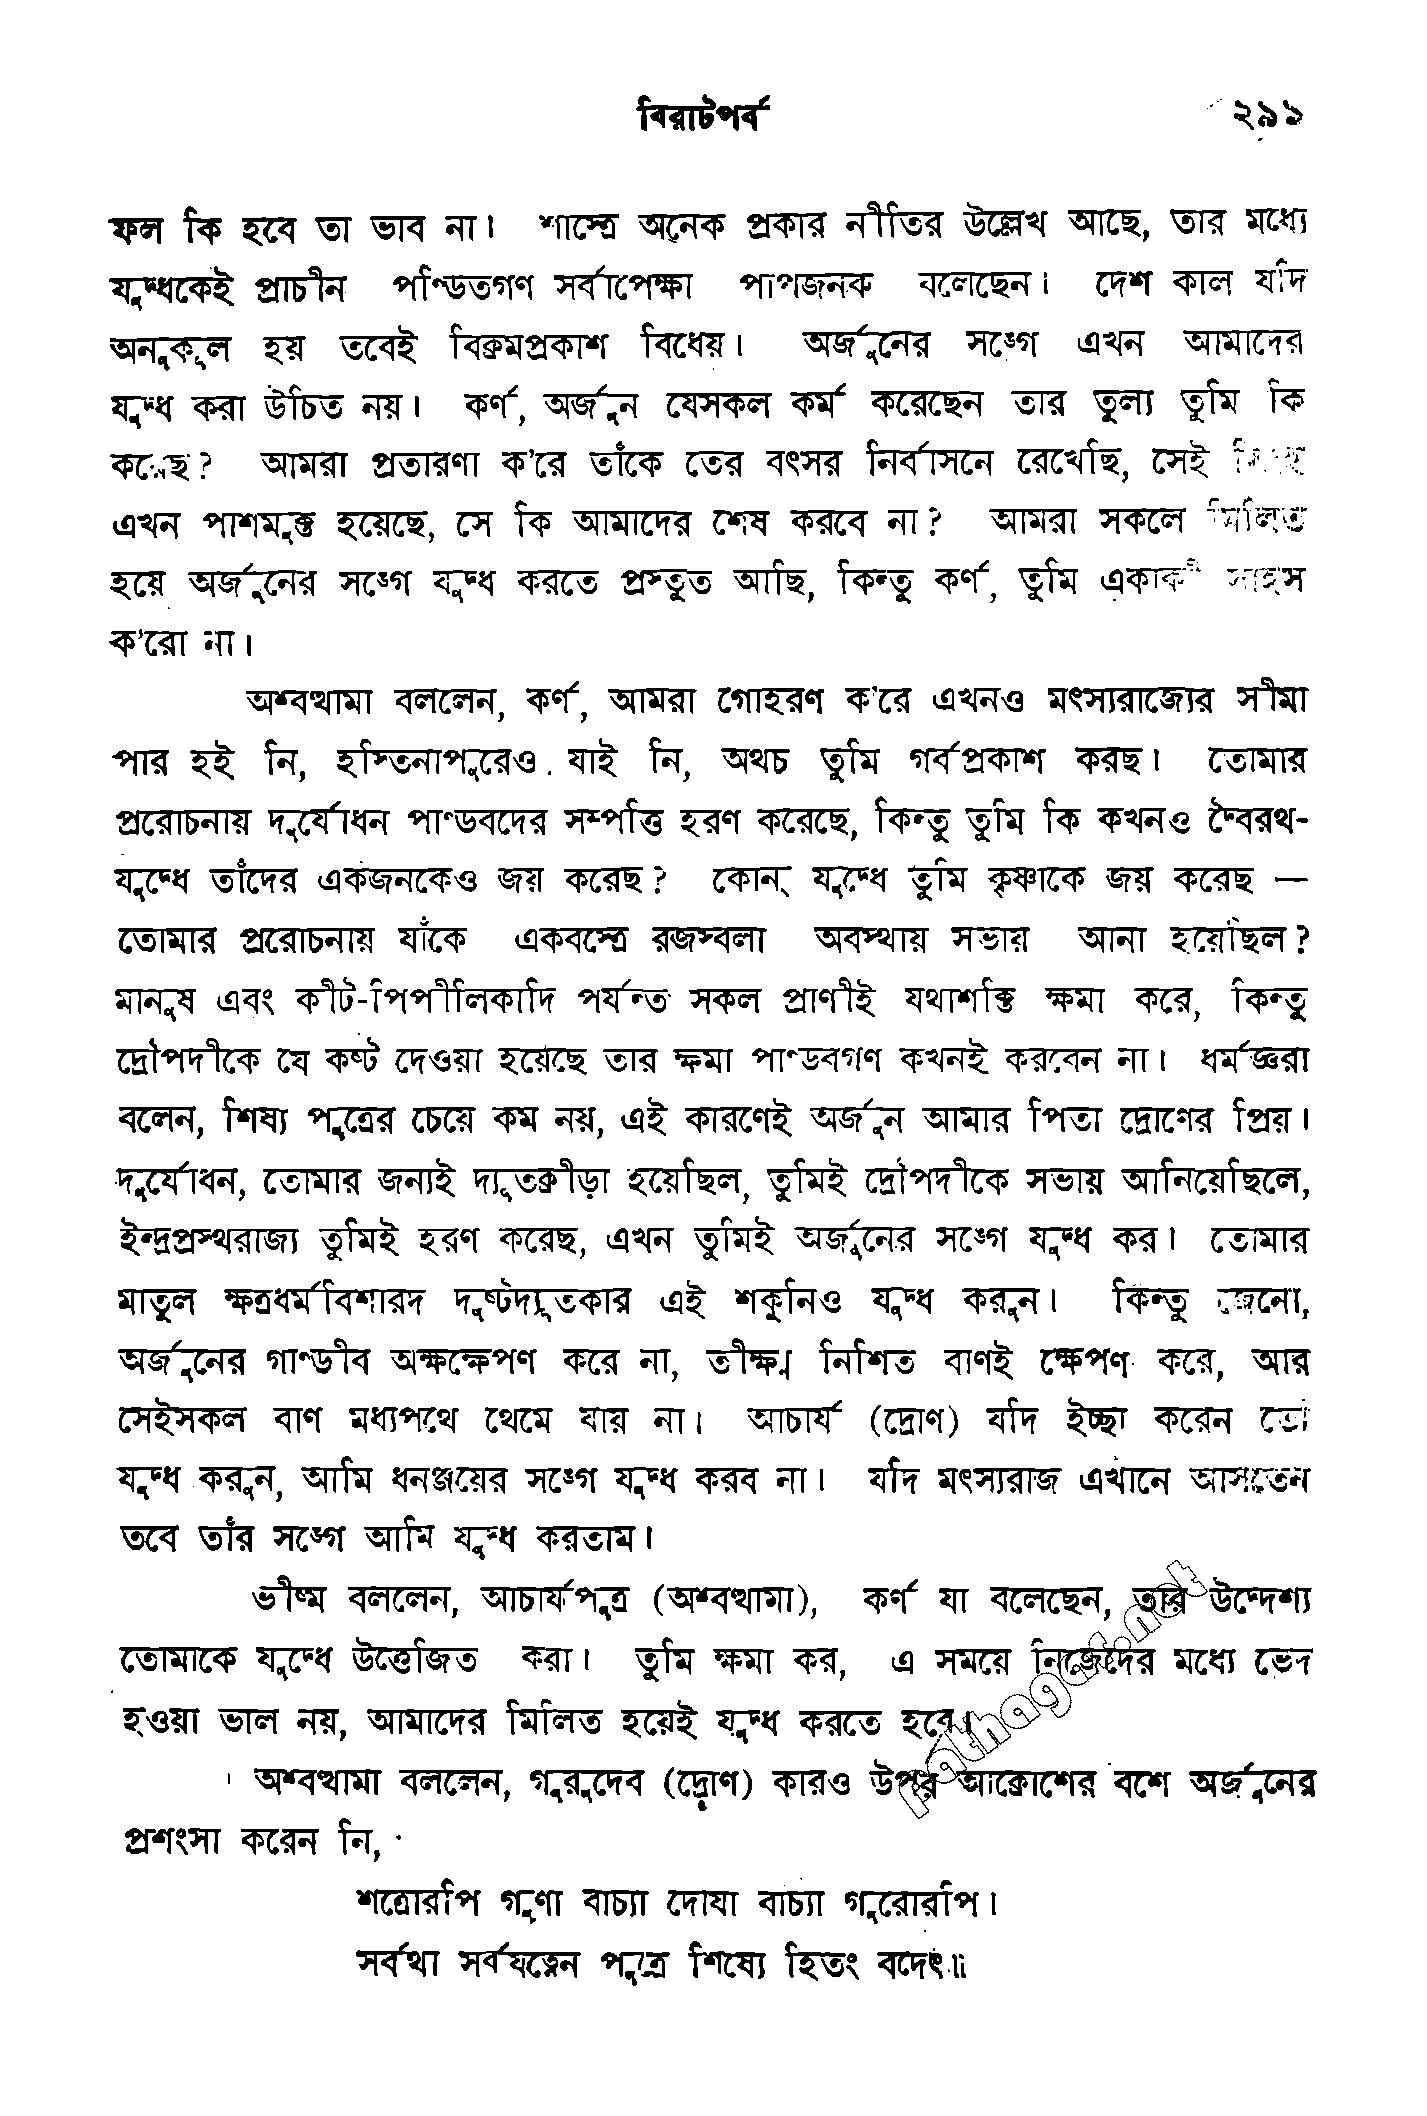 বিরাটপর্ব ২৯১
ফল কি হবে তা ভাব না। শাস্ত্রে অনেক প্রকার নীতির উল্লেখ আছে, তার মধ্যে
যুদ্ধকেই প্রাচীন পণ্ডিতগণ সর্বাপেক্ষা পাপজনক বলেছেন। দেশ কাল যদি
অনুকূল হয় তবেই বিক্রমপ্রকাশ বিধেয়। অর্জুনের সঙ্গে এখন আমাদের
যুদ্ধ করা উচিত নয়। কর্ণ, অর্জুন যেসকল কর্ম করেছেন তার তুল্য তুমি কি
করেছ? আমরা প্রতারণা ক'রে তাঁকে তের বৎসর নির্বাসনে রেখেছি, সেই
এখন পাশমুক্ত হয়েছে, সে কি আমাদের শেষ করবে না? আমরা সকলে মিলিত
হয়ে অর্জুনের সঙ্গে যুদ্ধ করতে প্রস্তুত আছি, কিন্তু কর্ণ, তুমি একাকী সাহস
ক'রো না।
অশ্বত্থামা বললেন, কর্ণ, আমরা গোহরণ ক'রে এখনও মৎস্যরাজ্যের সীমা
পার হই নি, হস্তিনাপুরেও যাই নি, অথচ তুমি গর্বপ্রকাশ করছ। তোমার
প্ররোচনায় দুর্যোধন পাণ্ডবদের সম্পত্তি হরণ করেছে, কিন্তু তুমি কি কখনও দ্বৈরথ-
যুদ্ধে তাঁদের একজনকেও জয় করেছ? কোন্ যুদ্ধে তুমি কৃষ্ণাকে জয় করেছ —
তোমার প্ররোচনায় যাঁকে একবস্ত্রে রজস্বলা অবস্থায় সভায় আনা হয়েছিল?
মানুষ এবং কীট-পিপীলিকাদি পর্যন্ত সকল প্রাণীই যথাশক্তি ক্ষমা করে, কিন্তু
দ্রৌপদীকে যে কষ্ট দেওয়া হয়েছে তার ক্ষমা পাণ্ডবগণ কখনই করবেন না। ধর্মজ্ঞরা
বলেন, শিষ্য পুত্রের চেয়ে কম নয়, এই কারণেই অর্জুন আমার পিতা দ্রোণের প্রিয়।
দুর্যোধন, তোমার জন্যই দ্যূতক্রীড়া হয়েছিল, তুমিই দ্রৌপদীকে সভায় আনিয়েছিলে,
ইন্দ্রপ্রস্থরাজ্য তুমিই হরণ করেছ, এখন তুমিই অর্জুনের সঙ্গে যুদ্ধ কর। তোমার
মাতুল ক্ষত্রধর্মবিশারদ দুষ্টদ্যূতকার এই শকুনিও যুদ্ধ করুন। কিন্তু জেনো,
অর্জুনের গাণ্ডীব অক্ষক্ষেপণ করে না, তীক্ষ্ণ নিশিত বাণই ক্ষেপণ করে, আর
সেইসকল বাণ মধ্যপথে থেমে যায় না। আচার্য (দ্রোণ) যদি ইচ্ছা করেন তো
যুদ্ধ করুন, আমি ধনঞ্জয়ের সঙ্গে যুদ্ধ করব না। যদি মৎস্যরাজ এখানে আসতেন
তবে তাঁর সঙ্গে আমি যুদ্ধ করতাম।
ভীষ্ম বললেন, আচার্যপুত্র (অশ্বত্থামা), কর্ণ যা বলেছেন, তার উদ্দেশ্য
তোমাকে যুদ্ধে উত্তেজিত করা। তুমি ক্ষমা কর, এ সময়ে নিজেদের মধ্যে ভেদ
হওয়া ভাল নয়, আমাদের মিলিত হয়েই যুদ্ধ করতে হবে।
অশ্বত্থামা বললেন, গুরুদেব (দ্রোণ) কারও উপর আক্রোশের বশে অর্জুনের
প্রশংসা করেন নি,
শত্রোরপি গুণা বাচ্যা দোষা বাচ্যা গুরোরপি।
সর্বথা সর্বযত্নেন পুত্রে শিষ্যে হিতং বদেৎ॥
pathagar.net